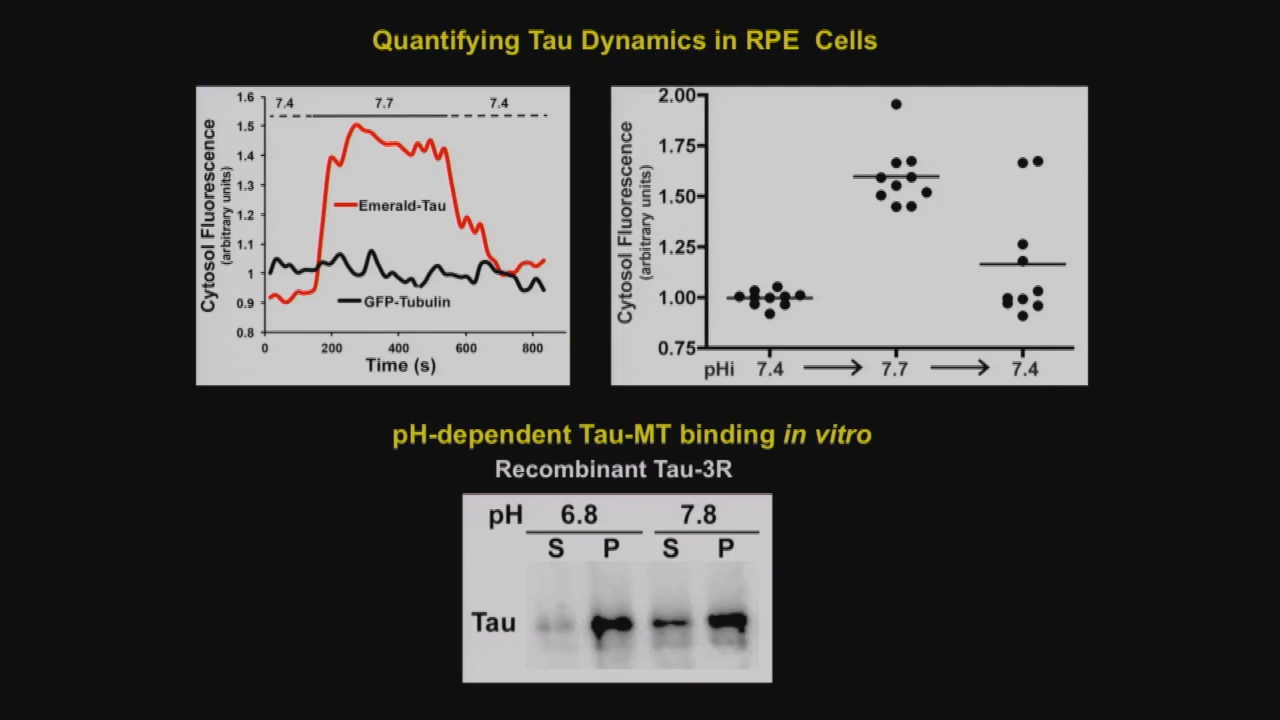 Quantifying Tau Dynamics in RPE Cells
Cytosol Fluorescence
(arbitrary units)
1.6
1.5
1.4
1.3
1.2
1.1
1
0.9
0.8
7.4 7.7 7.4
Emerald-Tau
GFP-Tubulin
0 200 400 600 800
Time (s)
Cytosol Fluorescence
(arbitrary units)
2.00
1.75
1.50
1.25
1.00
0.75
pHi 7.4 7.7 7.4
pH-dependent Tau-MT binding in vitro
Recombinant Tau-3R
pH 6.8 7.8
S P S P
Tau